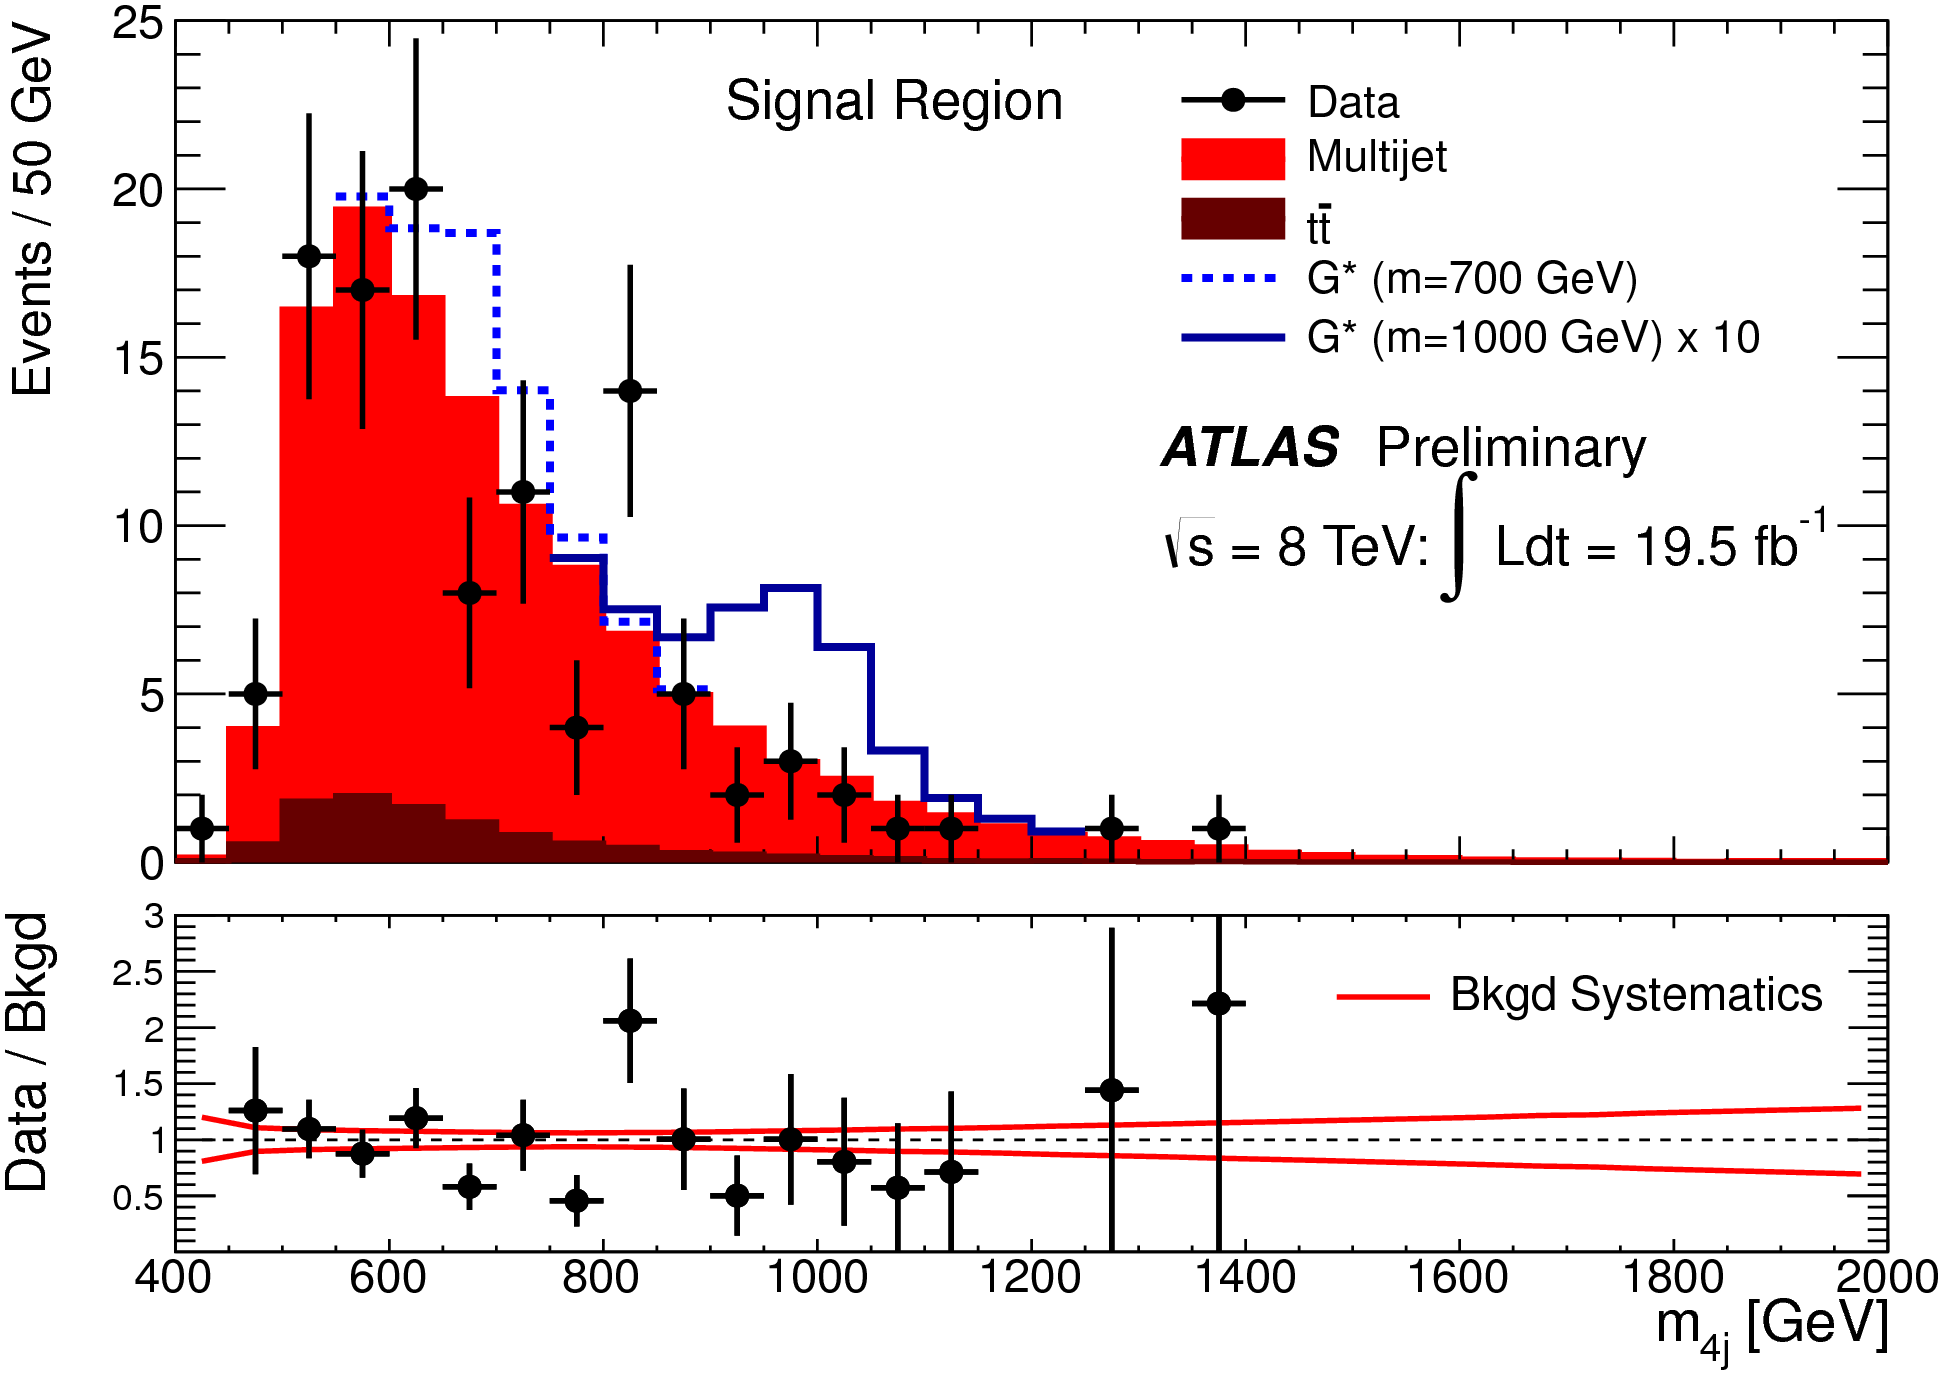 Events / 50 GeV
25
20
15
10
5
0
Signal Region
Data
Multijet
tt̄
G* (m=700 GeV)
G* (m=1000 GeV) x 10
ATLAS Preliminary
√s = 8 TeV: ∫ Ldt = 19.5 fb⁻¹
Data / Bkgd
3
2.5
2
1.5
1
0.5
Bkgd Systematics
400 600 800 1000 1200 1400 1600 1800 2000
m₄ⱼ [GeV]